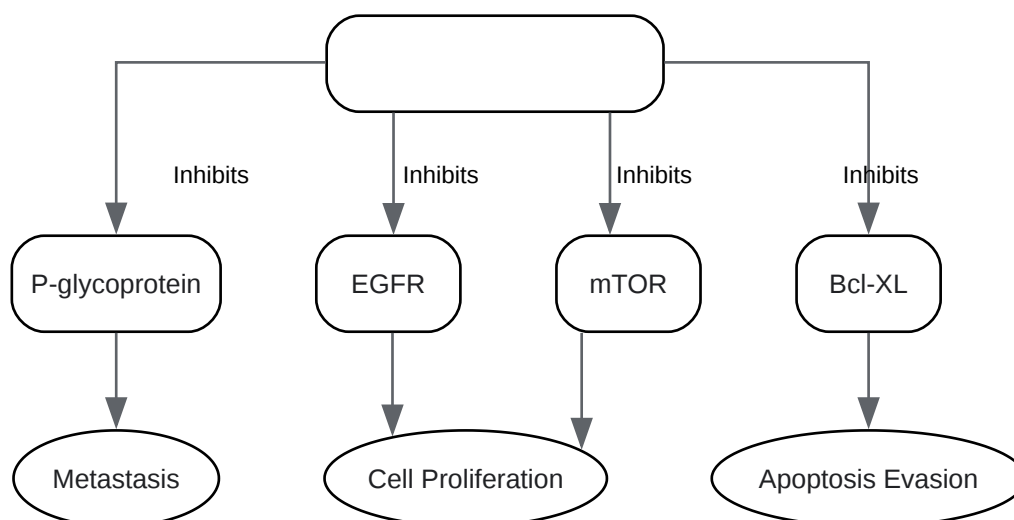 Inhibits
Inhibits
Inhibits
Inhibits
P-glycoprotein
EGFR
mTOR
Bcl-XL
Metastasis
Cell Proliferation
Apoptosis Evasion